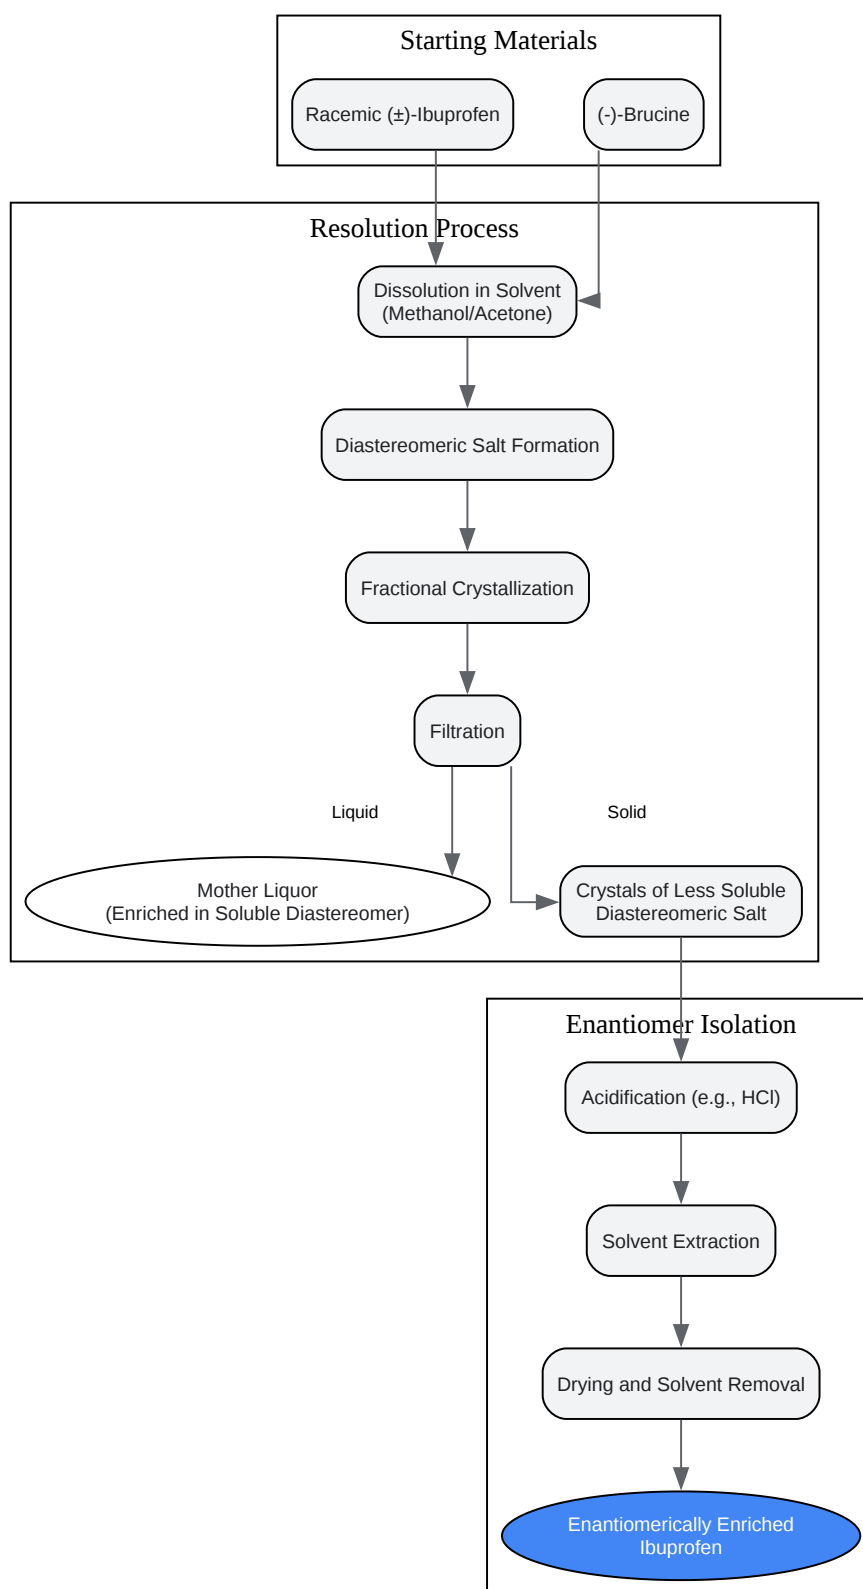 Starting Materials
Racemic (±)-Ibuprofen
(-)-Brucine
Resolution Process
Dissolution in Solvent
(Methanol/Acetone)
Diastereomeric Salt Formation
Fractional Crystallization
Filtration
Liquid
Solid
Mother Liquor
(Enriched in Soluble Diastereomer)
Crystals of Less Soluble
Diastereomeric Salt
Enantiomer Isolation
Acidification (e.g., HCl)
Solvent Extraction
Drying and Solvent Removal
Enantiomerically Enriched
Ibuprofen